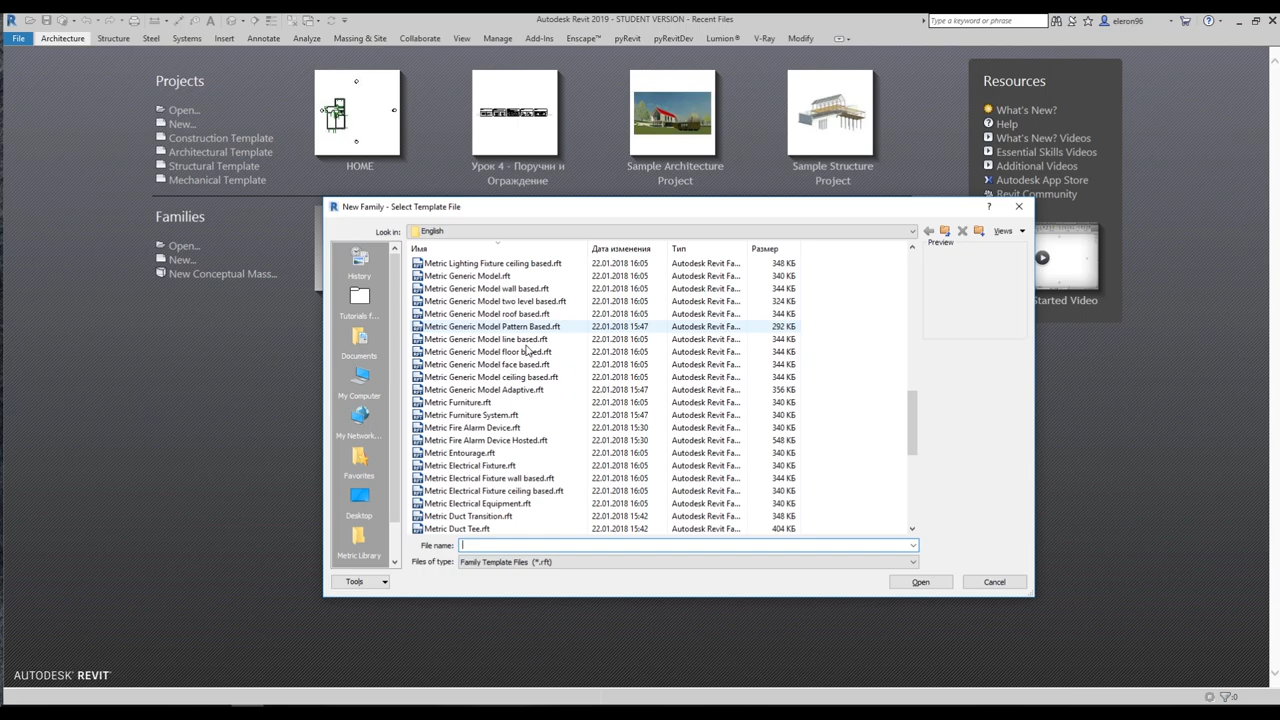 Autodesk Revit 2019 - STUDENT VERSION - Recent Files
Type a keyword or phrase
eleron96
File Architecture Structure Steel Systems Insert Annotate Analyze Massing & Site Collaborate View Manage Add-Ins Enscape™ pyRevit pyRevitDev Lumion® V-Ray Modify
Projects
Open...
New...
Construction Template
Architectural Template
Structural Template
Mechanical Template
HOME
Урок 4 - Поручни и
Ограждение
Sample Architecture
Project
Sample Structure
Project
Resources
What's New?
Help
What's New? Videos
Essential Skills Videos
Additional Videos
Autodesk App Store
Revit Community
Started Video
Families
Open...
New...
New Conceptual Mass...
New Family - Select Template File
Look in: English
Views
Preview
History
Tutorials f...
Documents
My Computer
My Network...
Favorites
Desktop
Metric Library
Имя Дата изменения Тип Размер
Metric Lighting Fixture ceiling based.rft 22.01.2018 16:05 Autodesk Revit Fa... 348 КБ
Metric Generic Model.rft 22.01.2018 16:05 Autodesk Revit Fa... 340 КБ
Metric Generic Model wall based.rft 22.01.2018 16:05 Autodesk Revit Fa... 344 КБ
Metric Generic Model two level based.rft 22.01.2018 16:05 Autodesk Revit Fa... 324 КБ
Metric Generic Model roof based.rft 22.01.2018 16:05 Autodesk Revit Fa... 344 КБ
Metric Generic Model Pattern Based.rft 22.01.2018 15:47 Autodesk Revit Fa... 292 КБ
Metric Generic Model line based.rft 22.01.2018 16:05 Autodesk Revit Fa... 344 КБ
Metric Generic Model floor based.rft 22.01.2018 16:05 Autodesk Revit Fa... 344 КБ
Metric Generic Model face based.rft 22.01.2018 16:05 Autodesk Revit Fa... 344 КБ
Metric Generic Model ceiling based.rft 22.01.2018 16:05 Autodesk Revit Fa... 344 КБ
Metric Generic Model Adaptive.rft 22.01.2018 15:47 Autodesk Revit Fa... 356 КБ
Metric Furniture.rft 22.01.2018 16:05 Autodesk Revit Fa... 340 КБ
Metric Furniture System.rft 22.01.2018 15:47 Autodesk Revit Fa... 340 КБ
Metric Fire Alarm Device.rft 22.01.2018 15:30 Autodesk Revit Fa... 340 КБ
Metric Fire Alarm Device Hosted.rft 22.01.2018 15:30 Autodesk Revit Fa... 548 КБ
Metric Entourage.rft 22.01.2018 16:05 Autodesk Revit Fa... 340 КБ
Metric Electrical Fixture.rft 22.01.2018 16:05 Autodesk Revit Fa... 340 КБ
Metric Electrical Fixture wall based.rft 22.01.2018 16:05 Autodesk Revit Fa... 344 КБ
Metric Electrical Fixture ceiling based.rft 22.01.2018 16:05 Autodesk Revit Fa... 340 КБ
Metric Electrical Equipment.rft 22.01.2018 16:05 Autodesk Revit Fa... 340 КБ
Metric Duct Transition.rft 22.01.2018 15:42 Autodesk Revit Fa... 348 КБ
Metric Duct Tee.rft 22.01.2018 15:42 Autodesk Revit Fa... 404 КБ
File name:
Files of type: Family Template Files (*.rft)
Tools Open Cancel
AUTODESK® REVIT®
:0